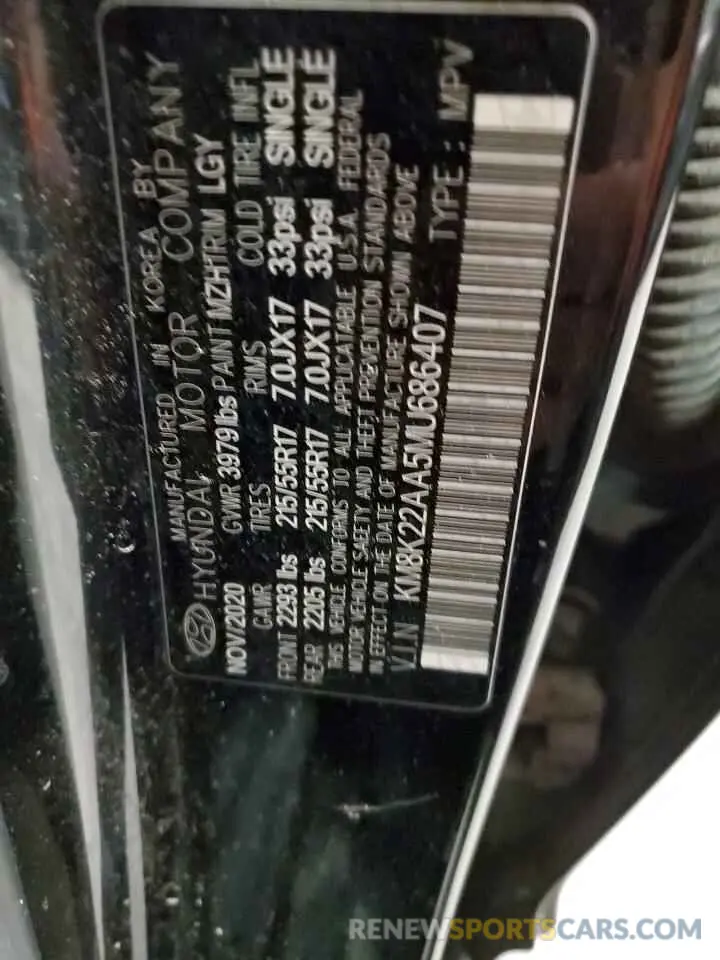 MANUFACTURED IN KOREA BY
HYUNDAI MOTOR COMPANY
NOV/2020 GVWR 3979 lbs PAINT MZH TRIM LGY
GAWR TIRES RIMS COLD TIRE INFL
FRONT 2293 lbs 215/55R17 7.0JX17 33psi SINGLE
REAR 2205 lbs 215/55R17 7.0JX17 33psi SINGLE
THIS VEHICLE CONFORMS TO ALL APPLICATABLE U.S.A. FEDERAL
MOTOR VEHICLE SAFETY AND THEFT PREVENTION STANDARDS
IN EFFECT ON THE DATE OF MANUFACTURE SHOWN ABOVE
VIN KM8K22AA5MU686407 TYPE : MPV
RENEWSPORTSCARS.COM